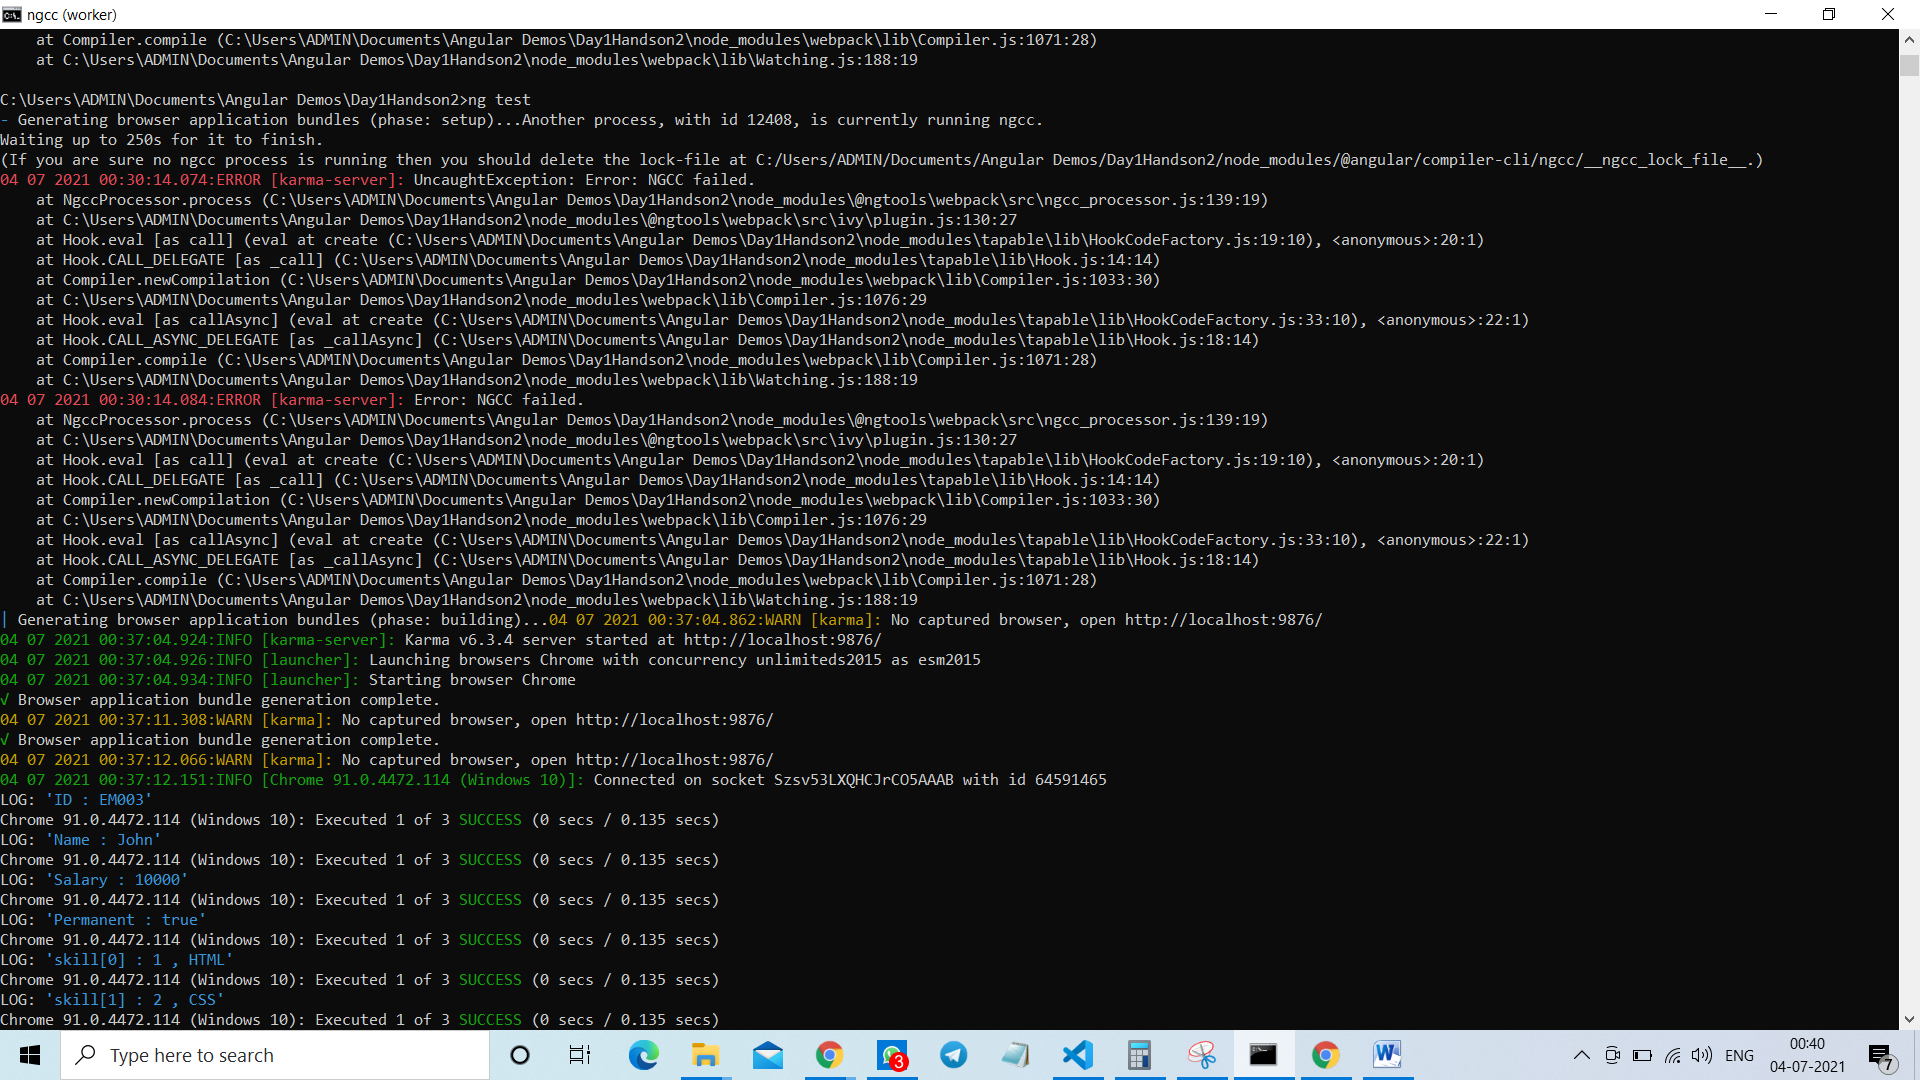 ngcc (worker)
    at Compiler.compile (C:\Users\ADMIN\Documents\Angular Demos\Day1Handson2\node_modules\webpack\lib\Compiler.js:1071:28)
    at C:\Users\ADMIN\Documents\Angular Demos\Day1Handson2\node_modules\webpack\lib\Watching.js:188:19
C:\Users\ADMIN\Documents\Angular Demos\Day1Handson2>ng test
- Generating browser application bundles (phase: setup)...Another process, with id 12408, is currently running ngcc.
Waiting up to 250s for it to finish.
(If you are sure no ngcc process is running then you should delete the lock-file at C:/Users/ADMIN/Documents/Angular Demos/Day1Handson2/node_modules/@angular/compiler-cli/ngcc/__ngcc_lock_file__.)
04 07 2021 00:30:14.074:ERROR [karma-server]: UncaughtException: Error: NGCC failed.
    at NgccProcessor.process (C:\Users\ADMIN\Documents\Angular Demos\Day1Handson2\node_modules\@ngtools\webpack\src\ngcc_processor.js:139:19)
    at C:\Users\ADMIN\Documents\Angular Demos\Day1Handson2\node_modules\@ngtools\webpack\src\ivy\plugin.js:130:27
    at Hook.eval [as call] (eval at create (C:\Users\ADMIN\Documents\Angular Demos\Day1Handson2\node_modules\tapable\lib\HookCodeFactory.js:19:10), <anonymous>:20:1)
    at Hook.CALL_DELEGATE [as _call] (C:\Users\ADMIN\Documents\Angular Demos\Day1Handson2\node_modules\tapable\lib\Hook.js:14:14)
    at Compiler.newCompilation (C:\Users\ADMIN\Documents\Angular Demos\Day1Handson2\node_modules\webpack\lib\Compiler.js:1033:30)
    at C:\Users\ADMIN\Documents\Angular Demos\Day1Handson2\node_modules\webpack\lib\Compiler.js:1076:29
    at Hook.eval [as callAsync] (eval at create (C:\Users\ADMIN\Documents\Angular Demos\Day1Handson2\node_modules\tapable\lib\HookCodeFactory.js:33:10), <anonymous>:22:1)
    at Hook.CALL_ASYNC_DELEGATE [as _callAsync] (C:\Users\ADMIN\Documents\Angular Demos\Day1Handson2\node_modules\tapable\lib\Hook.js:18:14)
    at Compiler.compile (C:\Users\ADMIN\Documents\Angular Demos\Day1Handson2\node_modules\webpack\lib\Compiler.js:1071:28)
    at C:\Users\ADMIN\Documents\Angular Demos\Day1Handson2\node_modules\webpack\lib\Watching.js:188:19
04 07 2021 00:30:14.084:ERROR [karma-server]: Error: NGCC failed.
    at NgccProcessor.process (C:\Users\ADMIN\Documents\Angular Demos\Day1Handson2\node_modules\@ngtools\webpack\src\ngcc_processor.js:139:19)
    at C:\Users\ADMIN\Documents\Angular Demos\Day1Handson2\node_modules\@ngtools\webpack\src\ivy\plugin.js:130:27
    at Hook.eval [as call] (eval at create (C:\Users\ADMIN\Documents\Angular Demos\Day1Handson2\node_modules\tapable\lib\HookCodeFactory.js:19:10), <anonymous>:20:1)
    at Hook.CALL_DELEGATE [as _call] (C:\Users\ADMIN\Documents\Angular Demos\Day1Handson2\node_modules\tapable\lib\Hook.js:14:14)
    at Compiler.newCompilation (C:\Users\ADMIN\Documents\Angular Demos\Day1Handson2\node_modules\webpack\lib\Compiler.js:1033:30)
    at C:\Users\ADMIN\Documents\Angular Demos\Day1Handson2\node_modules\webpack\lib\Compiler.js:1076:29
    at Hook.eval [as callAsync] (eval at create (C:\Users\ADMIN\Documents\Angular Demos\Day1Handson2\node_modules\tapable\lib\HookCodeFactory.js:33:10), <anonymous>:22:1)
    at Hook.CALL_ASYNC_DELEGATE [as _callAsync] (C:\Users\ADMIN\Documents\Angular Demos\Day1Handson2\node_modules\tapable\lib\Hook.js:18:14)
    at Compiler.compile (C:\Users\ADMIN\Documents\Angular Demos\Day1Handson2\node_modules\webpack\lib\Compiler.js:1071:28)
    at C:\Users\ADMIN\Documents\Angular Demos\Day1Handson2\node_modules\webpack\lib\Watching.js:188:19
| Generating browser application bundles (phase: building)...04 07 2021 00:37:04.862:WARN [karma]: No captured browser, open http://localhost:9876/
04 07 2021 00:37:04.924:INFO [karma-server]: Karma v6.3.4 server started at http://localhost:9876/
04 07 2021 00:37:04.926:INFO [launcher]: Launching browsers Chrome with concurrency unlimiteds2015 as esm2015
04 07 2021 00:37:04.934:INFO [launcher]: Starting browser Chrome
√ Browser application bundle generation complete.
04 07 2021 00:37:11.308:WARN [karma]: No captured browser, open http://localhost:9876/
√ Browser application bundle generation complete.
04 07 2021 00:37:12.066:WARN [karma]: No captured browser, open http://localhost:9876/
04 07 2021 00:37:12.151:INFO [Chrome 91.0.4472.114 (Windows 10)]: Connected on socket Szsv53LXQHCJrCO5AAAB with id 64591465
LOG: 'ID : EM003'
Chrome 91.0.4472.114 (Windows 10): Executed 1 of 3 SUCCESS (0 secs / 0.135 secs)
LOG: 'Name : John'
Chrome 91.0.4472.114 (Windows 10): Executed 1 of 3 SUCCESS (0 secs / 0.135 secs)
LOG: 'Salary : 10000'
Chrome 91.0.4472.114 (Windows 10): Executed 1 of 3 SUCCESS (0 secs / 0.135 secs)
LOG: 'Permanent : true'
Chrome 91.0.4472.114 (Windows 10): Executed 1 of 3 SUCCESS (0 secs / 0.135 secs)
LOG: 'skill[0] : 1 , HTML'
Chrome 91.0.4472.114 (Windows 10): Executed 1 of 3 SUCCESS (0 secs / 0.135 secs)
LOG: 'skill[1] : 2 , CSS'
Chrome 91.0.4472.114 (Windows 10): Executed 1 of 3 SUCCESS (0 secs / 0.135 secs)
Type here to search
3
ENG
00:40
04-07-2021
7